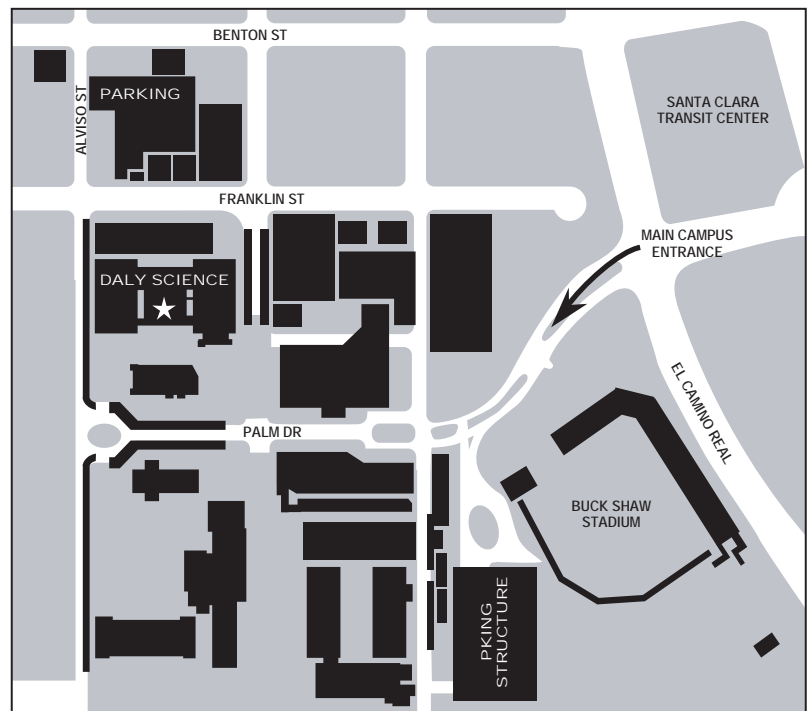 BENTON ST
ALVISO ST
PARKING
SANTA CLARA
TRANSIT CENTER
FRANKLIN ST
MAIN CAMPUS
ENTRANCE
DALY SCIENCE
EL CAMINO REAL
PALM DR
BUCK SHAW
STADIUM
PKING
STRUCTURE